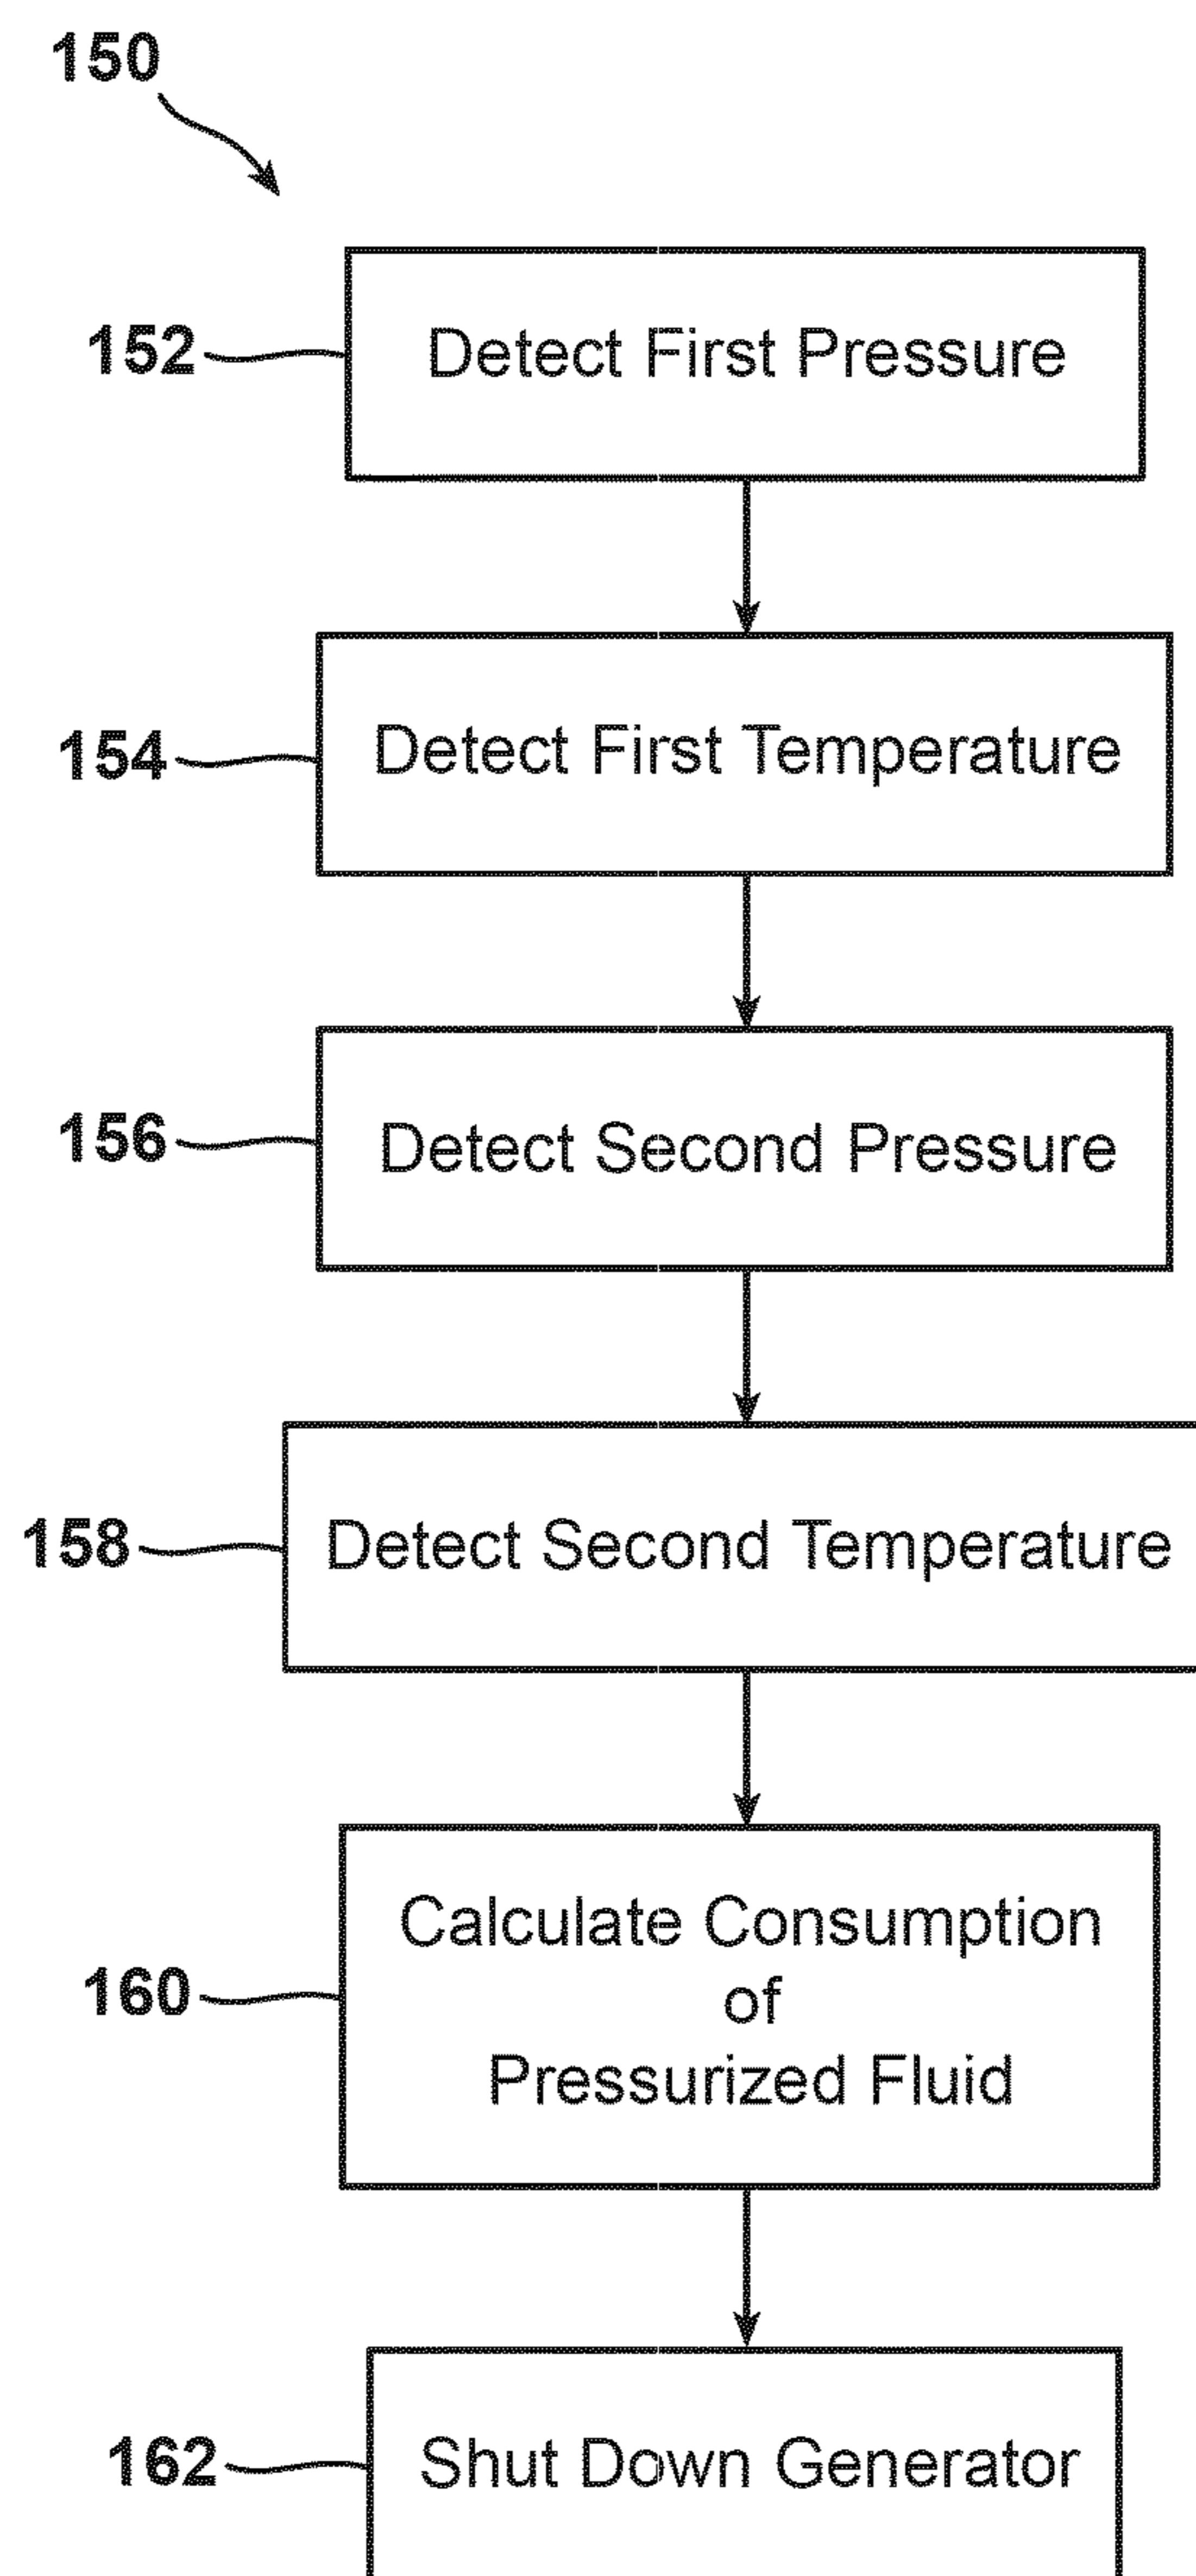 150
152 Detect First Pressure
154 Detect First Temperature
156 Detect Second Pressure
158 Detect Second Temperature
Calculate Consumption
160 of
Pressurized Fluid
162 Shut Down Generator